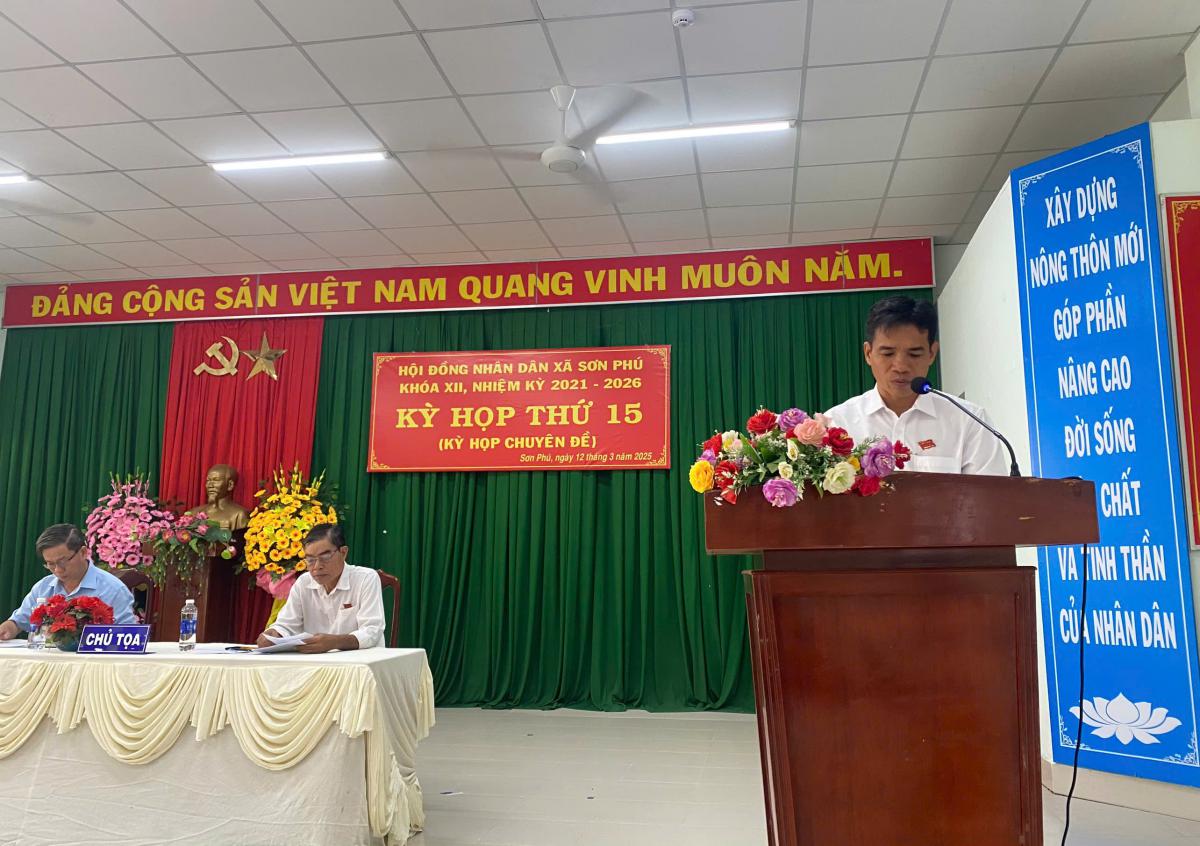 ĐẢNG CỘNG SẢN VIỆT NAM QUANG VINH MUÔN NĂM.
HỘI ĐỒNG NHÂN DÂN XÃ SƠN PHÚ
KHÓA XII, NHIỆM KỲ 2021 - 2026
KỲ HỌP THỨ 15
(KỲ HỌP CHUYÊN ĐỀ)
Sơn Phú, ngày 12 tháng 3 năm 2025
CHỦ TỌA
XÂY DỰNG
NÔNG THÔN MỚI
GÓP PHẦN
NÂNG CAO
ĐỜI SỐNG
CHẤT
VÀ TINH THẦN
CỦA NHÂN DÂN